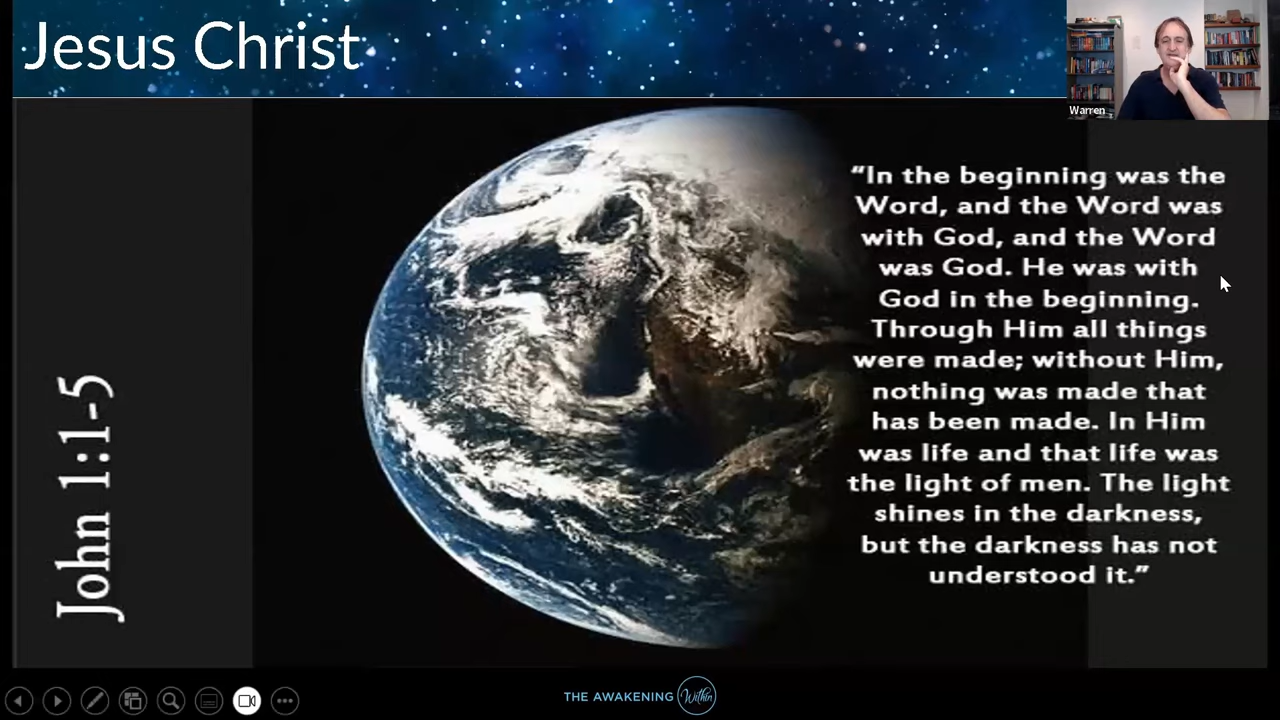 Jesus Christ
Warren
John 1:1-5
“In the beginning was the
Word, and the Word was
with God, and the Word
was God. He was with
God in the beginning.
Through Him all things
were made; without Him,
nothing was made that
has been made. In Him
was life and that life was
the light of men. The light
shines in the darkness,
but the darkness has not
understood it.”
THE AWAKENING Within